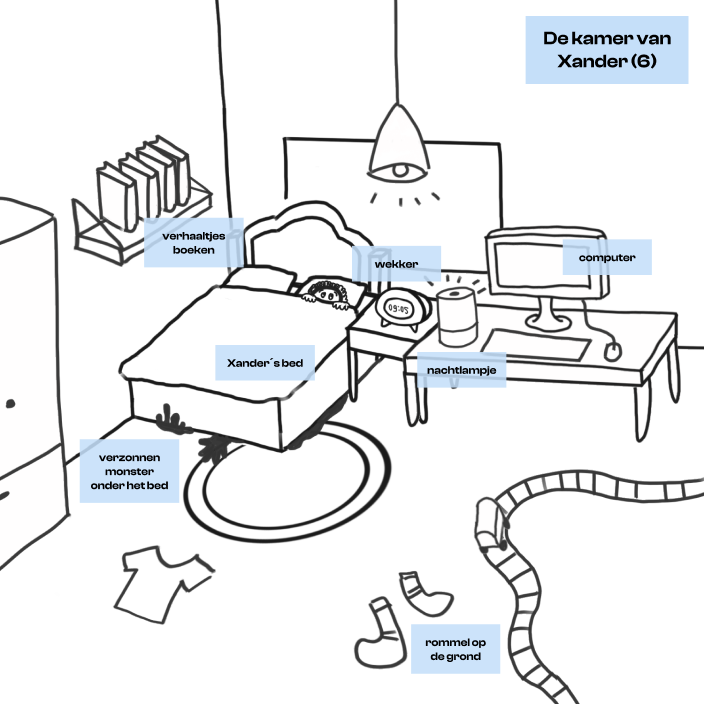 De kamer van
Xander (6)
verhaaltjes
boeken
wekker
computer
09:05
Xander´s bed
nachtlampje
verzonnen
monster
onder het bed
rommel op
de grond